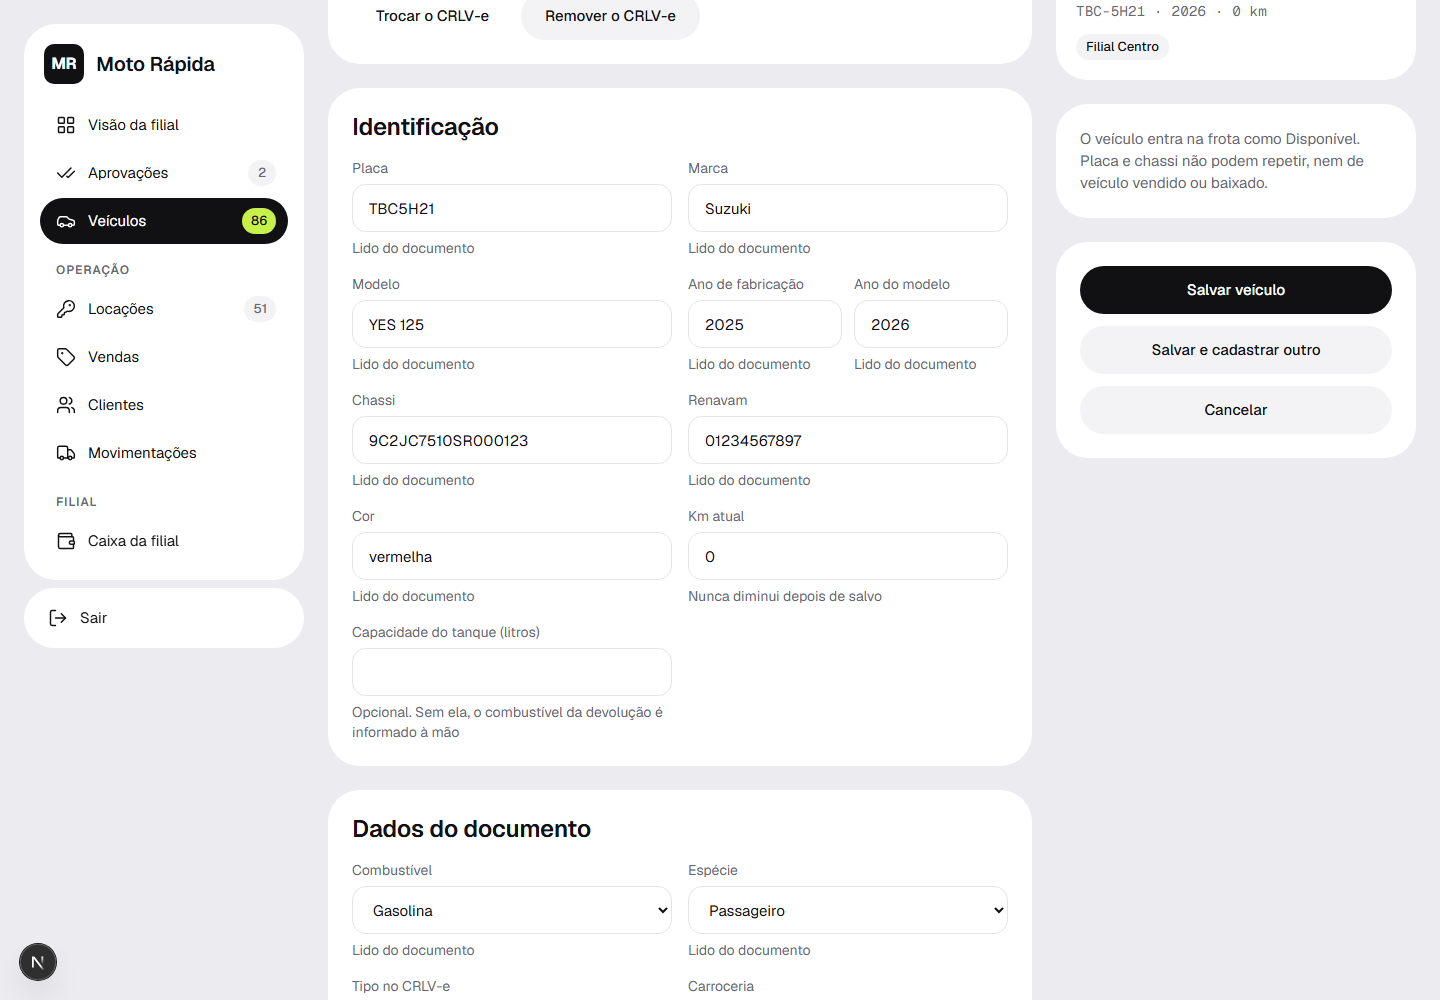 MR Moto Rápida
Visão da filial
Aprovações 2
Veículos 86
OPERAÇÃO
Locações 51
Vendas
Clientes
Movimentações
FILIAL
Caixa da filial
Sair
N
Trocar o CRLV-e Remover o CRLV-e
Identificação
Placa Marca
TBC5H21 Suzuki
Lido do documento Lido do documento
Modelo Ano de fabricação Ano do modelo
YES 125 2025 2026
Lido do documento Lido do documento Lido do documento
Chassi Renavam
9C2JC7510SR000123 01234567897
Lido do documento Lido do documento
Cor Km atual
vermelha 0
Lido do documento Nunca diminui depois de salvo
Capacidade do tanque (litros)
Opcional. Sem ela, o combustível da devolução é
informado à mão
Dados do documento
Combustível Espécie
Gasolina Passageiro
Lido do documento Lido do documento
Tipo no CRLV-e Carroceria
TBC-5H21 · 2026 · 0 km
Filial Centro
O veículo entra na frota como Disponível.
Placa e chassi não podem repetir, nem de
veículo vendido ou baixado.
Salvar veículo
Salvar e cadastrar outro
Cancelar